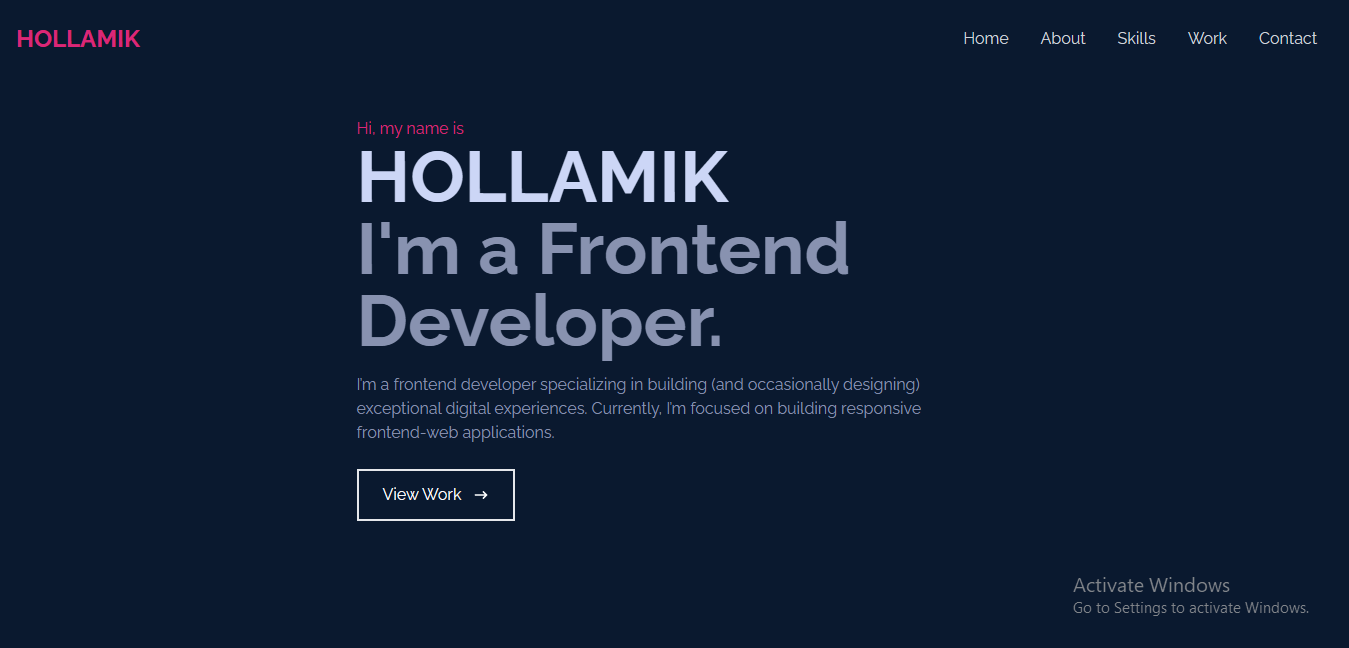 HOLLAMIK
Home About Skills Work Contact
Hi, my name is
HOLLAMIK
I'm a Frontend
Developer.
I'm a frontend developer specializing in building (and occasionally designing)
exceptional digital experiences. Currently, I'm focused on building responsive
frontend-web applications.
View Work →
Activate Windows
Go to Settings to activate Windows.